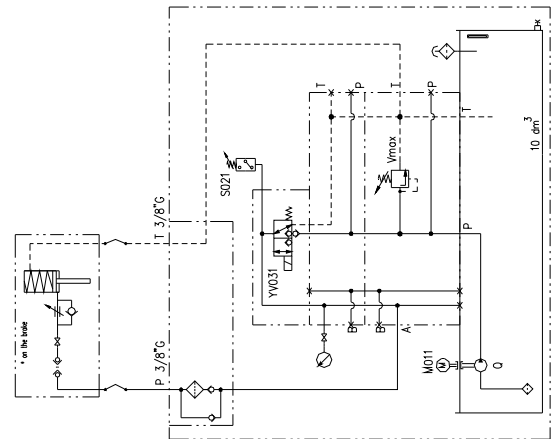 T
P
T
P
T
10 dm³
S021
Vmax
T 3/8"G
YV031
P
* on the brake
B
B
A
P 3/8"G
M011
M
Q